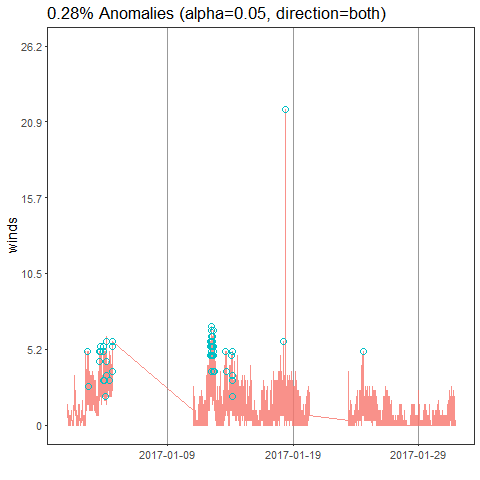 0.28% Anomalies (alpha=0.05, direction=both)
26.2
20.9
15.7
10.5
5.2
0
winds
2017-01-09 2017-01-19 2017-01-29